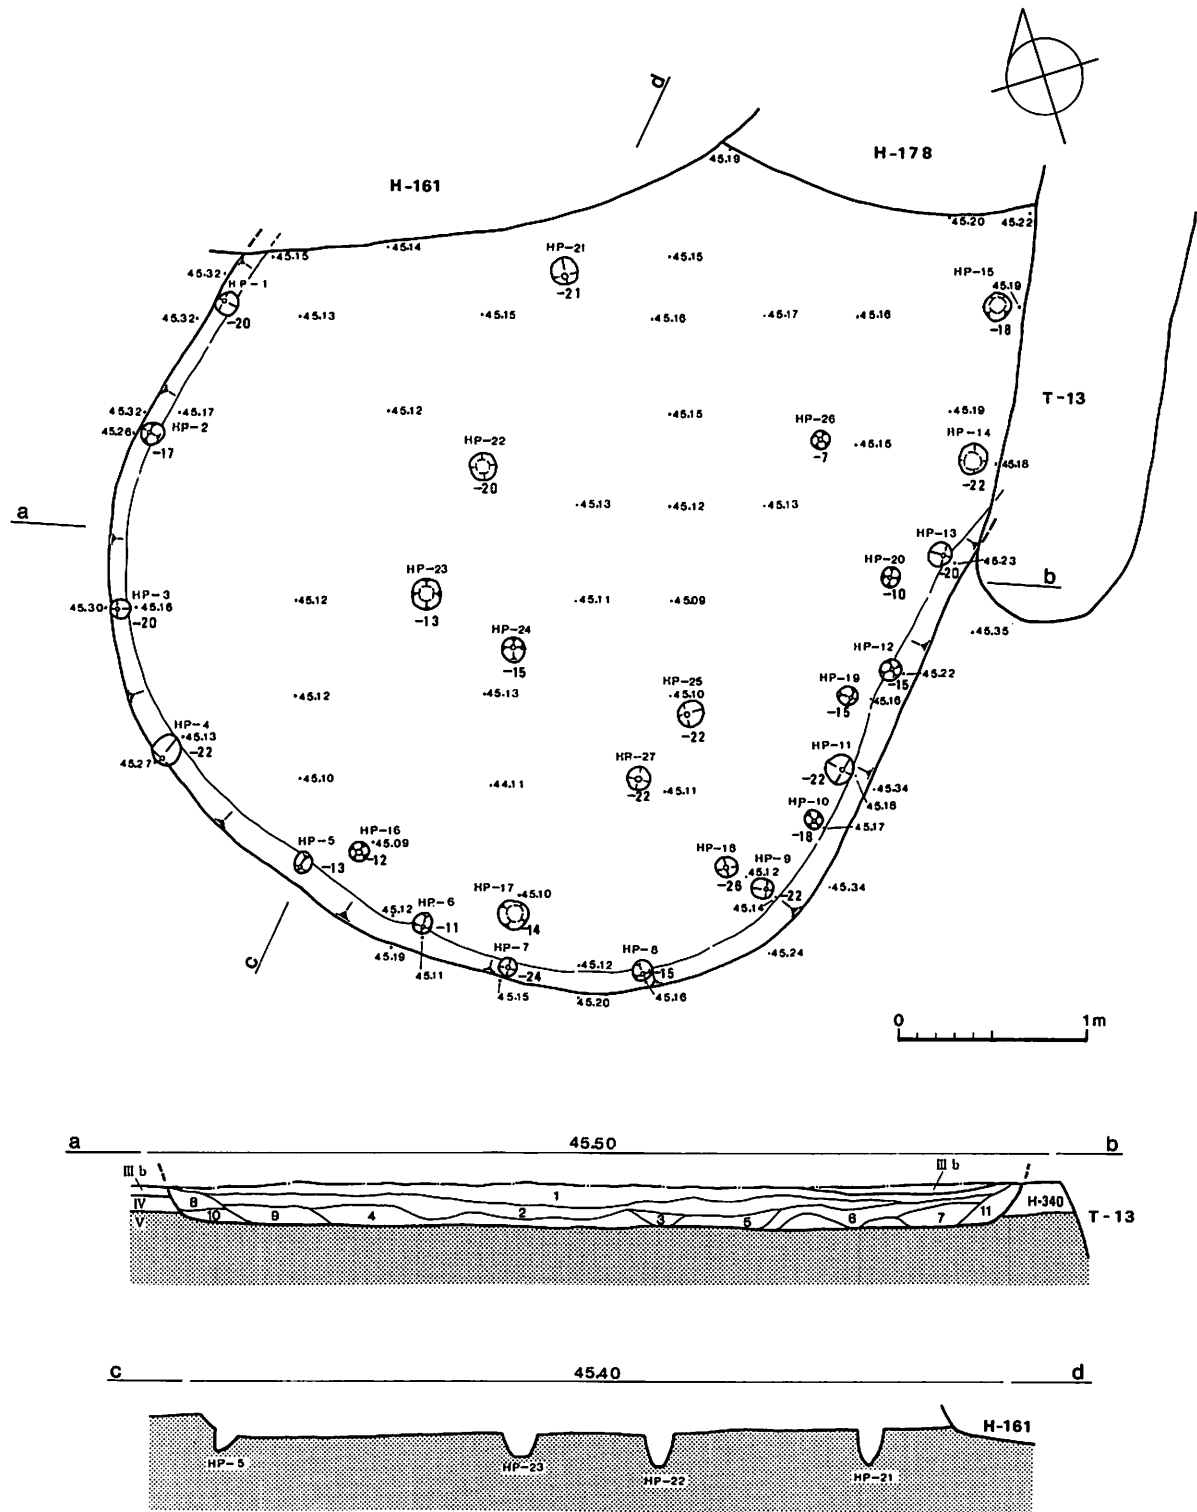 d
H-178
45.19
H-161
45.20
45.22
45.14
45.15
HP-21
45.15
HP-15
45.32
HP-1
45.19
-21
-20
45.32
45.13
45.15
45.16
45.17
45.16
-18
T-13
45.32
45.17
45.12
45.15
45.19
45.26
HP-2
HP-26
HP-14
-17
HP-22
-7
45.15
45.18
-20
-22
a
45.13
45.12
45.13
HP-13
HP-20
-20
45.23
b
HP-23
-10
HP-3
45.30
45.16
45.12
45.11
45.09
-20
-13
HP-24
45.35
HP-12
-15
45.22
-15
HP-25
HP-19
45.12
45.13
45.10
45.16
-15
HP-4
45.13
-22
-22
HP-11
45.27
HP-27
-22
45.10
44.11
-22
45.11
45.34
45.18
HP-10
-18
45.17
HP-16
45.09
HP-5
-12
-13
HP-18
HP-9
45.12
-26
-22
45.34
HP-17
45.10
45.14
45.12
HP-6
-11
-14
c
45.19
HP-7
HP-8
45.24
45.11
-24
45.12
-15
45.15
45.20
45.16
0 1m
a 45.50 b
III b III b
IV
V
8 1
10 9 4 2 3 5 6 7 11
H-340
T-13
c 45.40 d
H-161
HP-5
HP-23
HP-22
HP-21